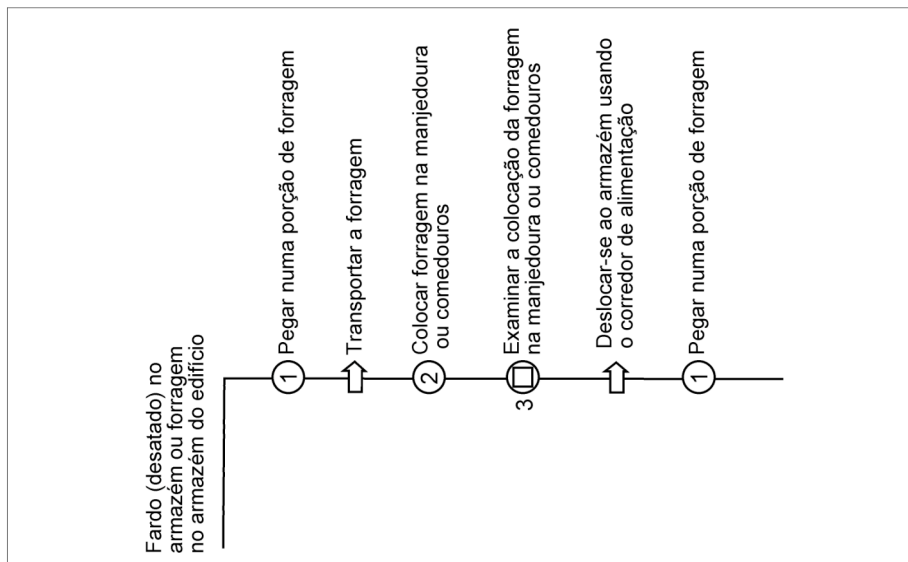 Fardo (desatado) no
armazém ou forragem
no armazém do edifício
1 Pegar numa porção de forragem
Transportar a forragem
2 Colocar forragem na manjedoura
ou comedouros
3 Examinar a colocação da forragem
na manjedoura ou comedouros
Deslocar-se ao armazém usando
o corredor de alimentação
1 Pegar numa porção de forragem